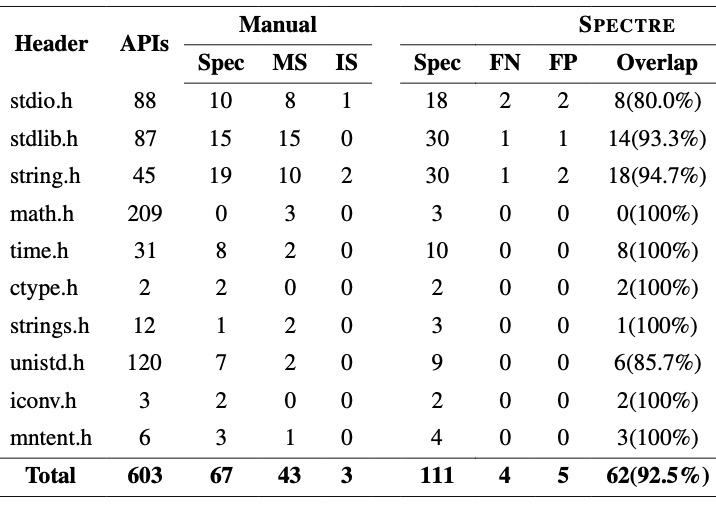 Manual SPECTRE
Header APIs
Spec MS IS Spec FN FP Overlap
stdio.h 88 10 8 1 18 2 2 8(80.0%)
stdlib.h 87 15 15 0 30 1 1 14(93.3%)
string.h 45 19 10 2 30 1 2 18(94.7%)
math.h 209 0 3 0 3 0 0 0(100%)
time.h 31 8 2 0 10 0 0 8(100%)
ctype.h 2 2 0 0 2 0 0 2(100%)
strings.h 12 1 2 0 3 0 0 1(100%)
unistd.h 120 7 2 0 9 0 0 6(85.7%)
iconv.h 3 2 0 0 2 0 0 2(100%)
mntent.h 6 3 1 0 4 0 0 3(100%)
Total 603 67 43 3 111 4 5 62(92.5%)